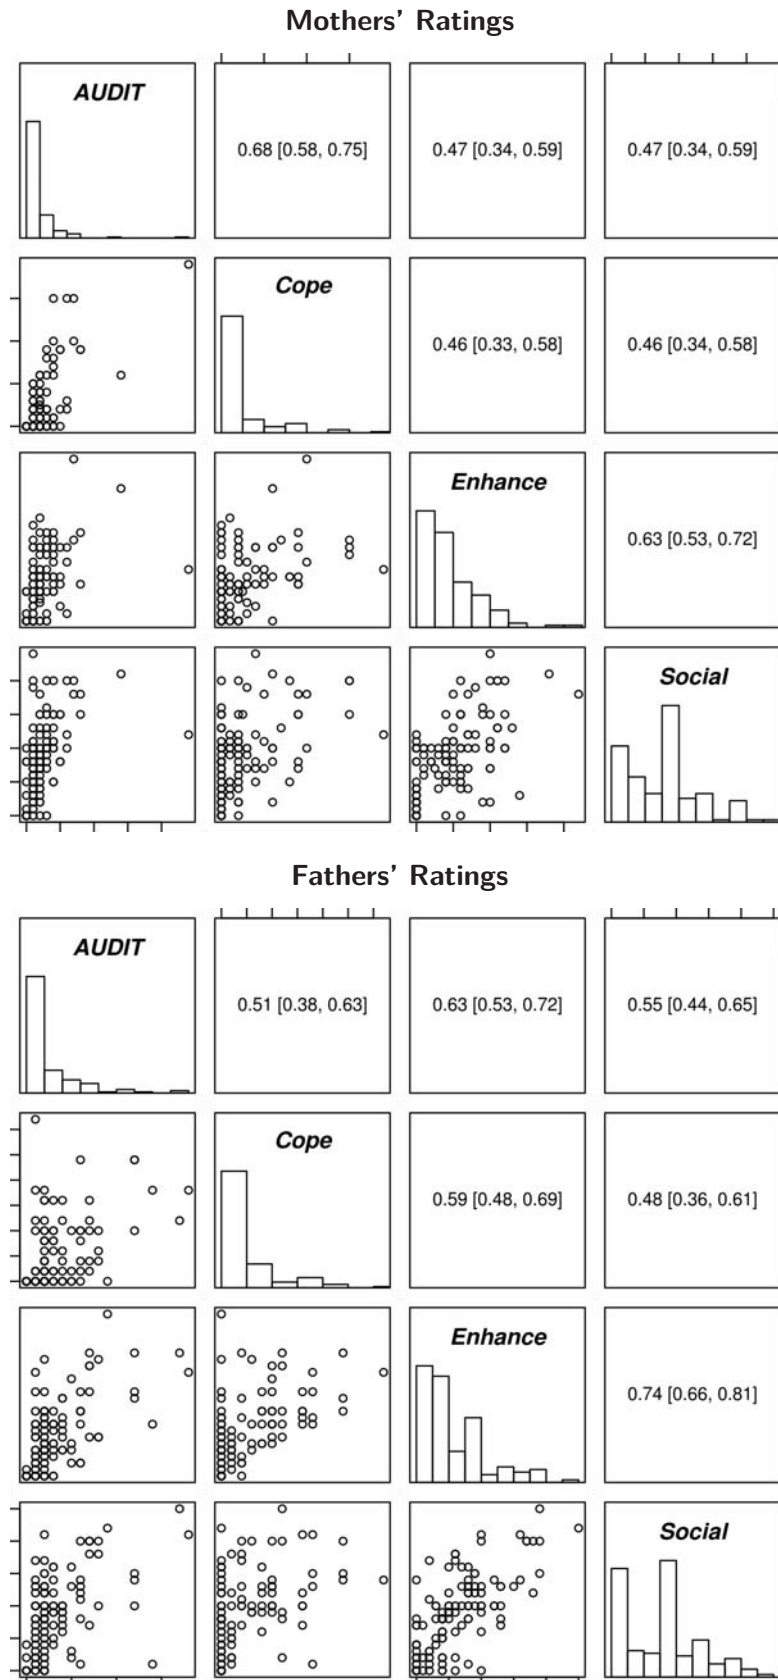 Mothers' Ratings
AUDIT
0.68 [0.58, 0.75]
0.47 [0.34, 0.59]
0.47 [0.34, 0.59]
Cope
0.46 [0.33, 0.58]
0.46 [0.34, 0.58]
Enhance
0.63 [0.53, 0.72]
Social
Fathers' Ratings
AUDIT
0.51 [0.38, 0.63]
0.63 [0.53, 0.72]
0.55 [0.44, 0.65]
Cope
0.59 [0.48, 0.69]
0.48 [0.36, 0.61]
Enhance
0.74 [0.66, 0.81]
Social